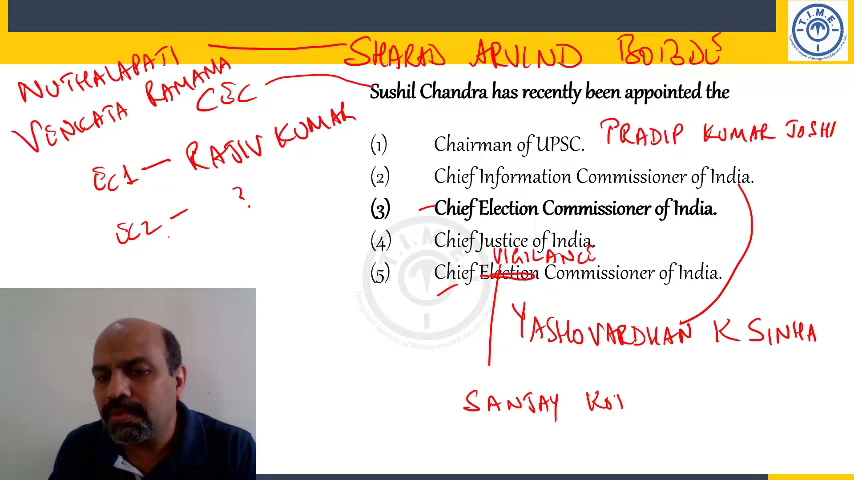 T.I.M.E.
NUTHALAPATI
VENKATA RAMANA
SHARAD ARVIND BOBDE
CEC
Sushil Chandra has recently been appointed the
(1) Chairman of UPSC. PRADIP KUMAR JOSHI
EC1 — RAJIV KUMAR
(2) Chief Information Commissioner of India.
(3) Chief Election Commissioner of India.
EC2 — ?
(4) Chief Justice of India.
VIGILANCE
(5) Chief Election Commissioner of India.
YASHOVARDHAN K SINHA
SANJAY